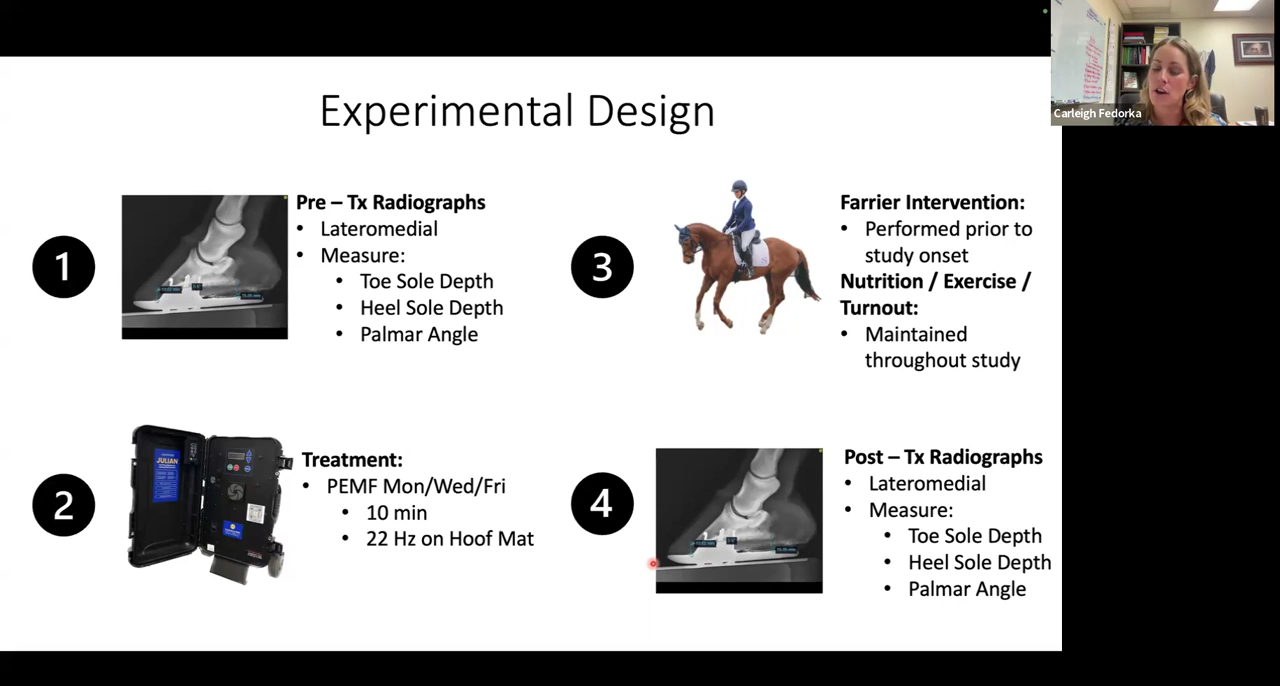 Carleigh Fedorka
Experimental Design
1
Pre – Tx Radiographs
• Lateromedial
• Measure:
• Toe Sole Depth
• Heel Sole Depth
• Palmar Angle
2
JULIAN
Treatment:
• PEMF Mon/Wed/Fri
• 10 min
• 22 Hz on Hoof Mat
3
Farrier Intervention:
• Performed prior to
study onset
Nutrition / Exercise /
Turnout:
• Maintained
throughout study
4
Post – Tx Radiographs
• Lateromedial
• Measure:
• Toe Sole Depth
• Heel Sole Depth
• Palmar Angle